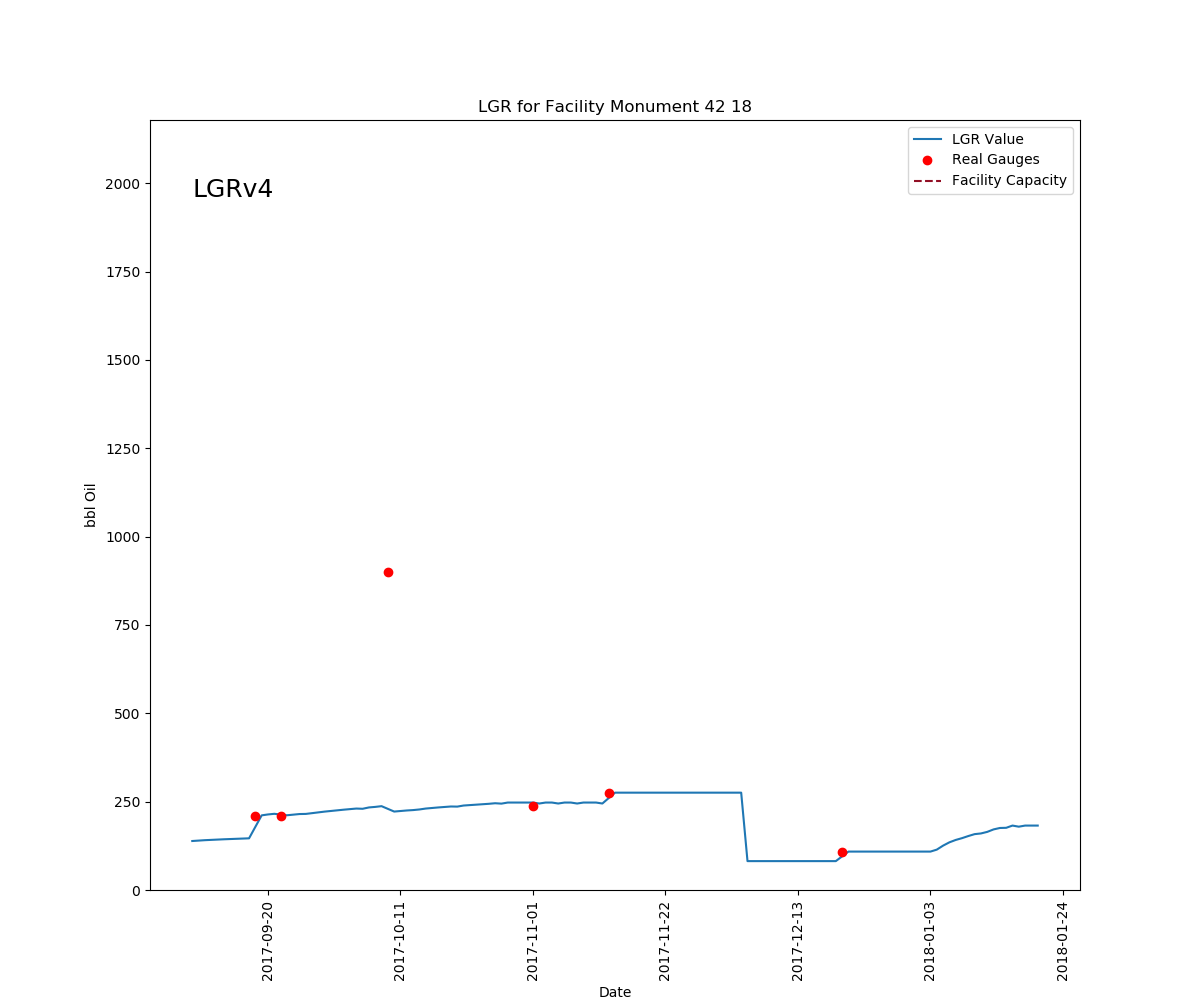 LGR for Facility Monument 42 18
LGR Value
Real Gauges
Facility Capacity
LGRv4
bbl Oil
2000
1750
1500
1250
1000
750
500
250
0
2017-09-20
2017-10-11
2017-11-01
2017-11-22
2017-12-13
2018-01-03
2018-01-24
Date